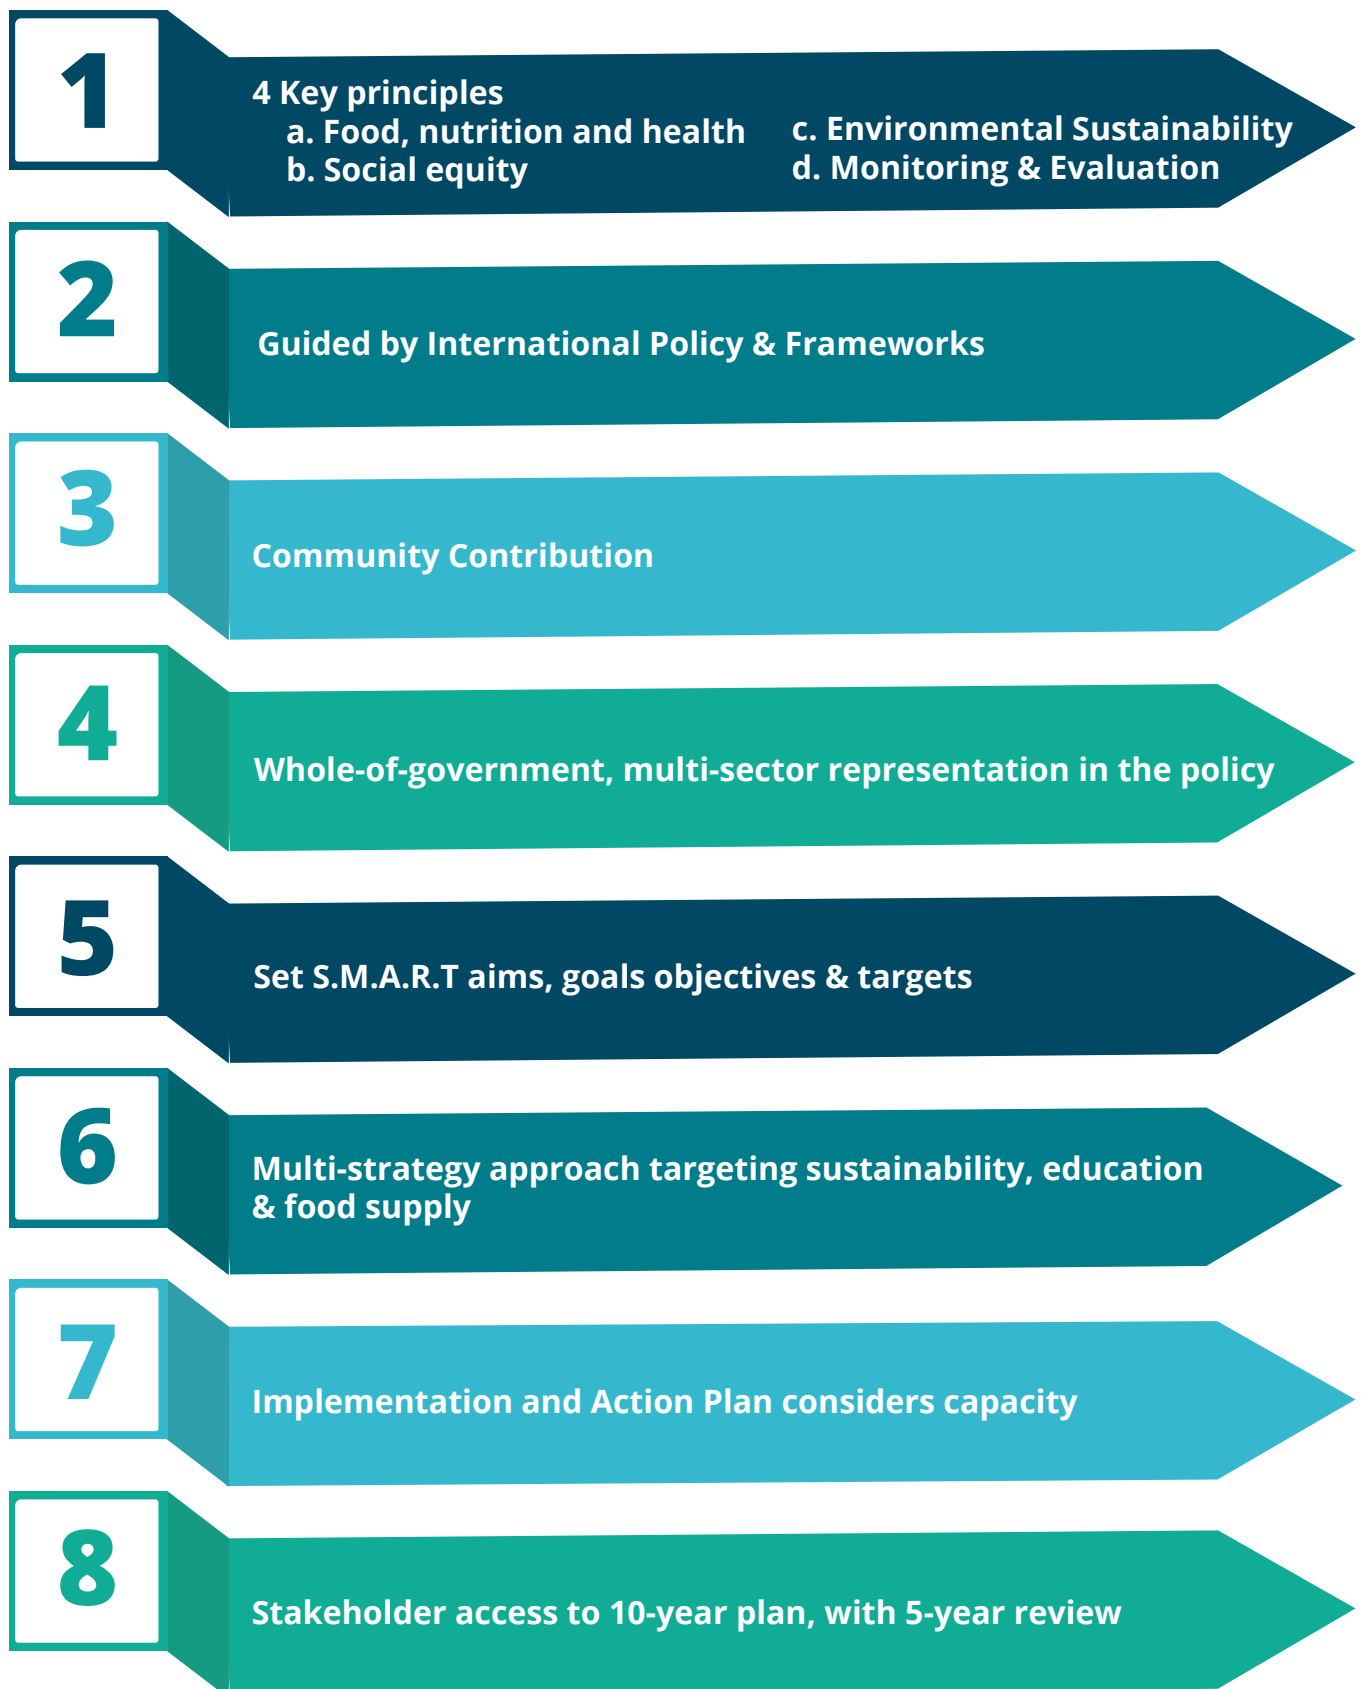 1
4 Key principles
a. Food, nutrition and health
b. Social equity
c. Environmental Sustainability
d. Monitoring & Evaluation
2
Guided by International Policy & Frameworks
3
Community Contribution
4
Whole-of-government, multi-sector representation in the policy
5
Set S.M.A.R.T aims, goals objectives & targets
6
Multi-strategy approach targeting sustainability, education
& food supply
7
Implementation and Action Plan considers capacity
8
Stakeholder access to 10-year plan, with 5-year review